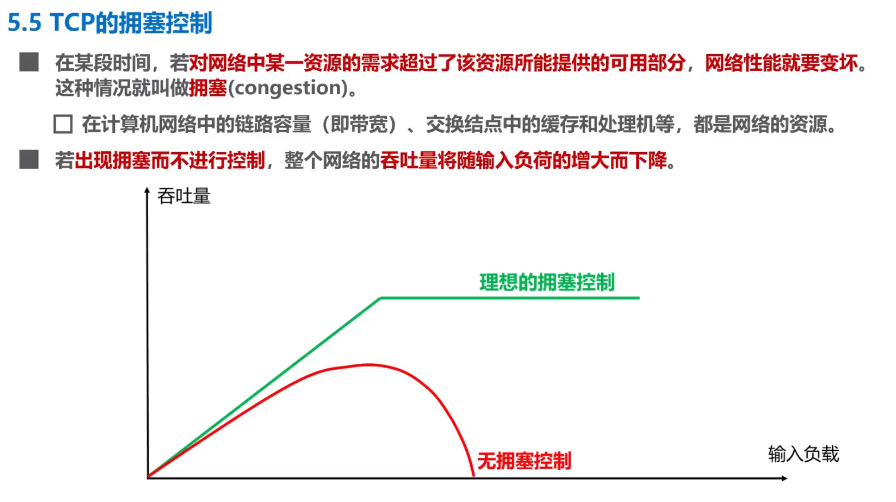 5.5 TCP的拥塞控制
在某段时间，若对网络中某一资源的需求超过了该资源所能提供的可用部分，网络性能就要变坏。
这种情况就叫做拥塞(congestion)。
在计算机网络中的链路容量（即带宽）、交换结点中的缓存和处理机等，都是网络的资源。
若出现拥塞而不进行控制，整个网络的吞吐量将随输入负荷的增大而下降。
吞吐量
理想的拥塞控制
无拥塞控制
输入负载